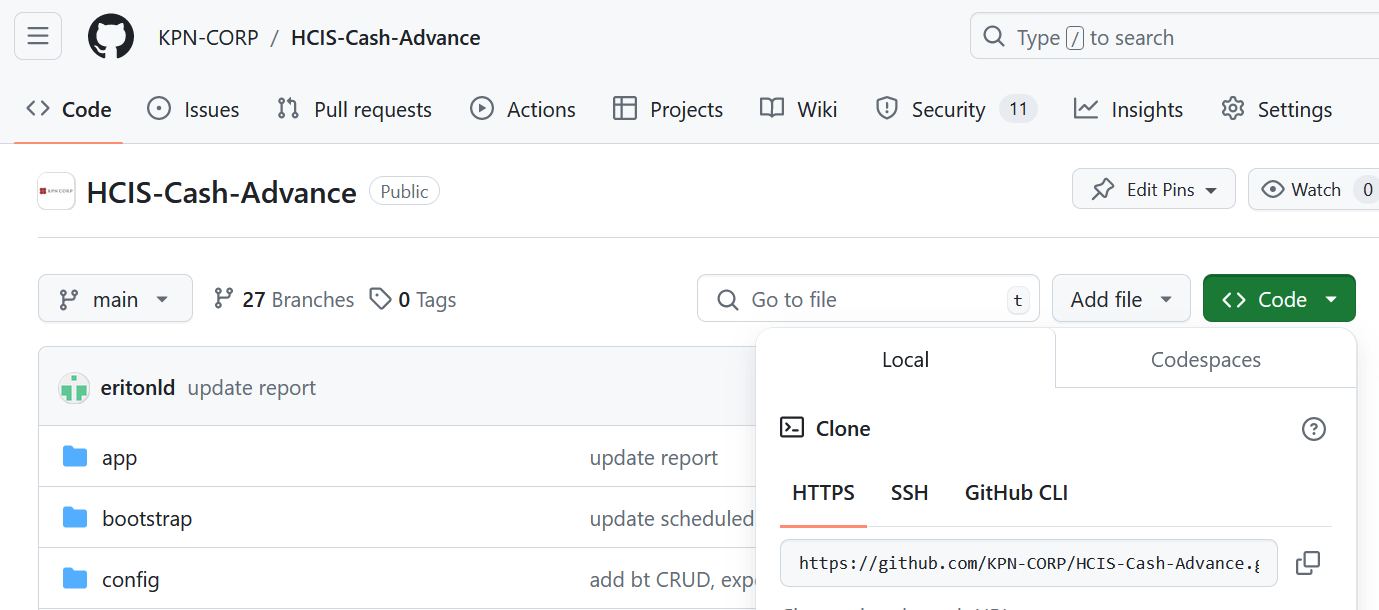 KPN-CORP / HCIS-Cash-Advance
Type / to search
Code
Issues
Pull requests
Actions
Projects
Wiki
Security 11
Insights
Settings
KPN CORP
HCIS-Cash-Advance
Public
Edit Pins
Watch 0
main
27 Branches
0 Tags
Go to file
t
Add file
Code
Local
Codespaces
eritonld update report
Clone
app
update report
HTTPS
SSH
GitHub CLI
bootstrap
update scheduled
https://github.com/KPN-CORP/HCIS-Cash-Advance.g
config
add bt CRUD, exp